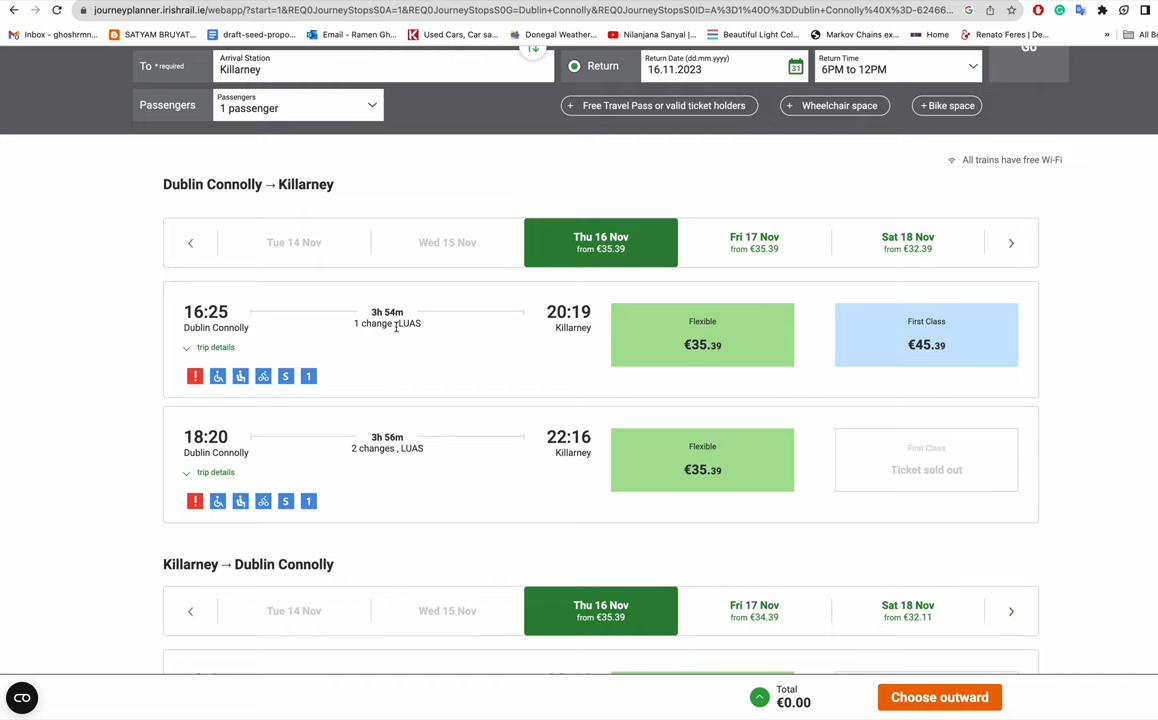 journeyplanner.irishrail.ie/webapp/?start=1&REQ0JourneyStopsS0A=1&REQ0JourneyStopsS0G=Dublin+Connolly&REQ0JourneyStopsS0ID=A%3D1%40O%3DDublin+Connolly%40X%3D-62466...
Inbox - ghoshrmn...
SATYAM BRUYAT...
draft-seed-propo...
Email - Ramen Gh...
Used Cars, Car sa...
Donegal Weather...
Nilanjana Sanyal |...
Beautiful Light Col...
Markov Chains ex...
Home
Renato Feres | De...
»
All Bo
To * required
Arrival Station
Killarney
Return
Return Date (dd.mm.yyyy)
16.11.2023
31
Return Time
6PM to 12PM
GO
Passengers
Passengers
1 passenger
+ Free Travel Pass or valid ticket holders
+ Wheelchair space
+ Bike space
All trains have free Wi-Fi
Dublin Connolly → Killarney
Tue 14 Nov
Wed 15 Nov
Thu 16 Nov
from €35.39
Fri 17 Nov
from €35.39
Sat 18 Nov
from €32.39
16:25
Dublin Connolly
3h 54m
1 change , LUAS
20:19
Killarney
Flexible
€35.39
First Class
€45.39
trip details
! S 1
18:20
Dublin Connolly
3h 56m
2 changes , LUAS
22:16
Killarney
Flexible
€35.39
First Class
Ticket sold out
trip details
! S 1
Killarney → Dublin Connolly
Tue 14 Nov
Wed 15 Nov
Thu 16 Nov
from €35.39
Fri 17 Nov
from €34.39
Sat 18 Nov
from €32.11
Total
€0.00
Choose outward